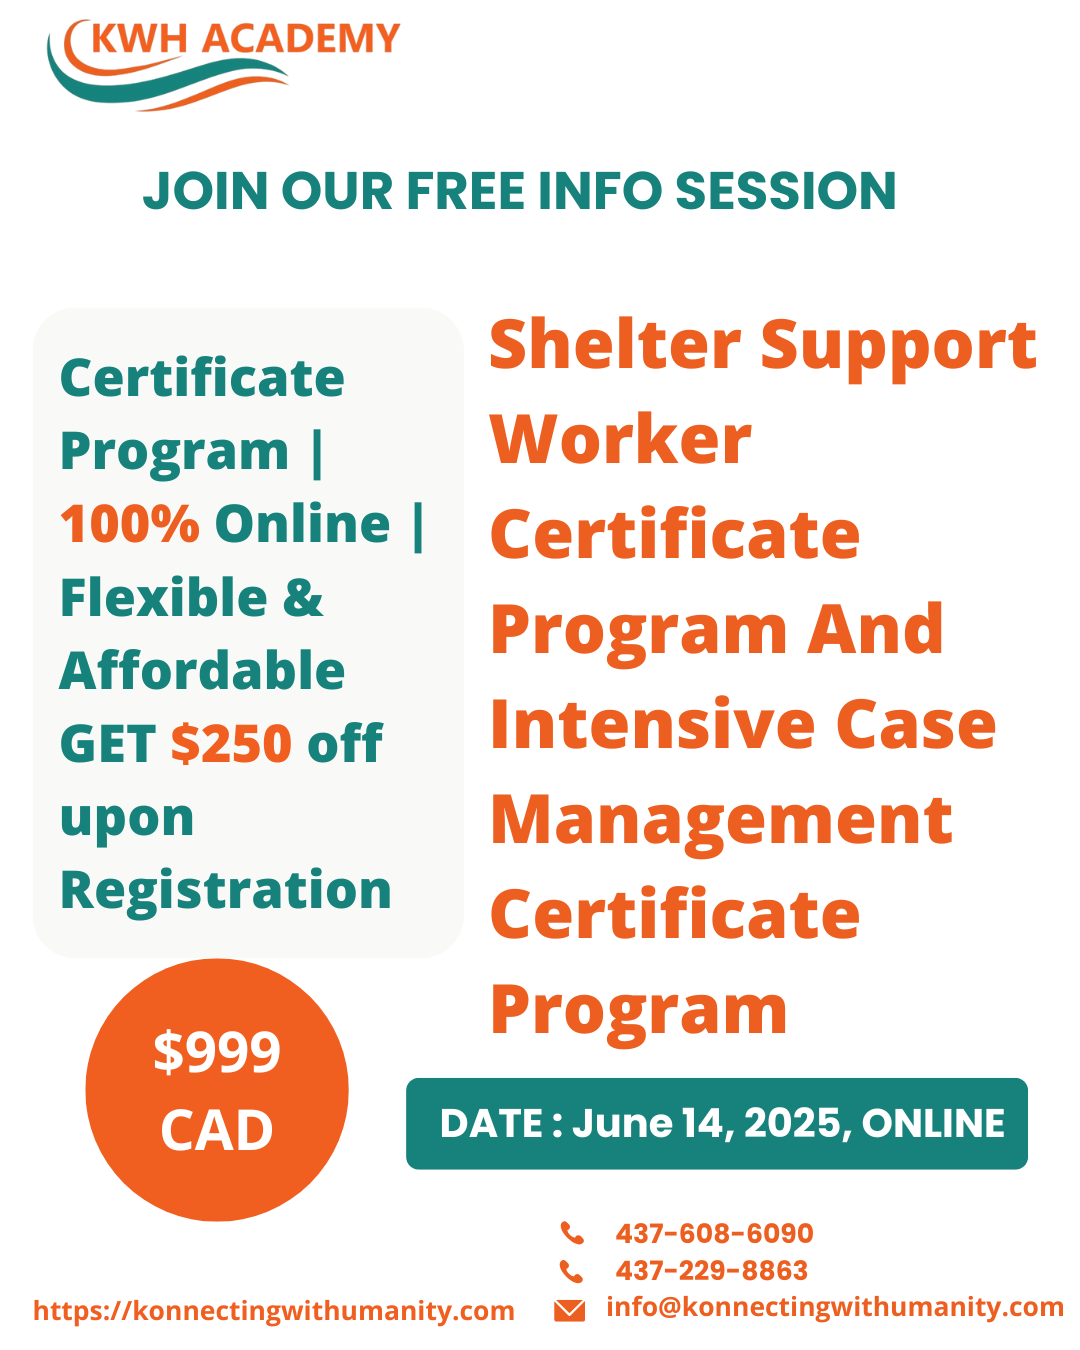 KWH ACADEMY
JOIN OUR FREE INFO SESSION
Certificate
Program |
100% Online |
Flexible &
Affordable
GET $250 off
upon
Registration
Shelter Support
Worker
Certificate
Program And
Intensive Case
Management
Certificate
Program
$999
CAD
DATE : June 14, 2025, ONLINE
437-608-6090
437-229-8863
https://konnectingwithumanity.com
info@konnectingwithumanity.com